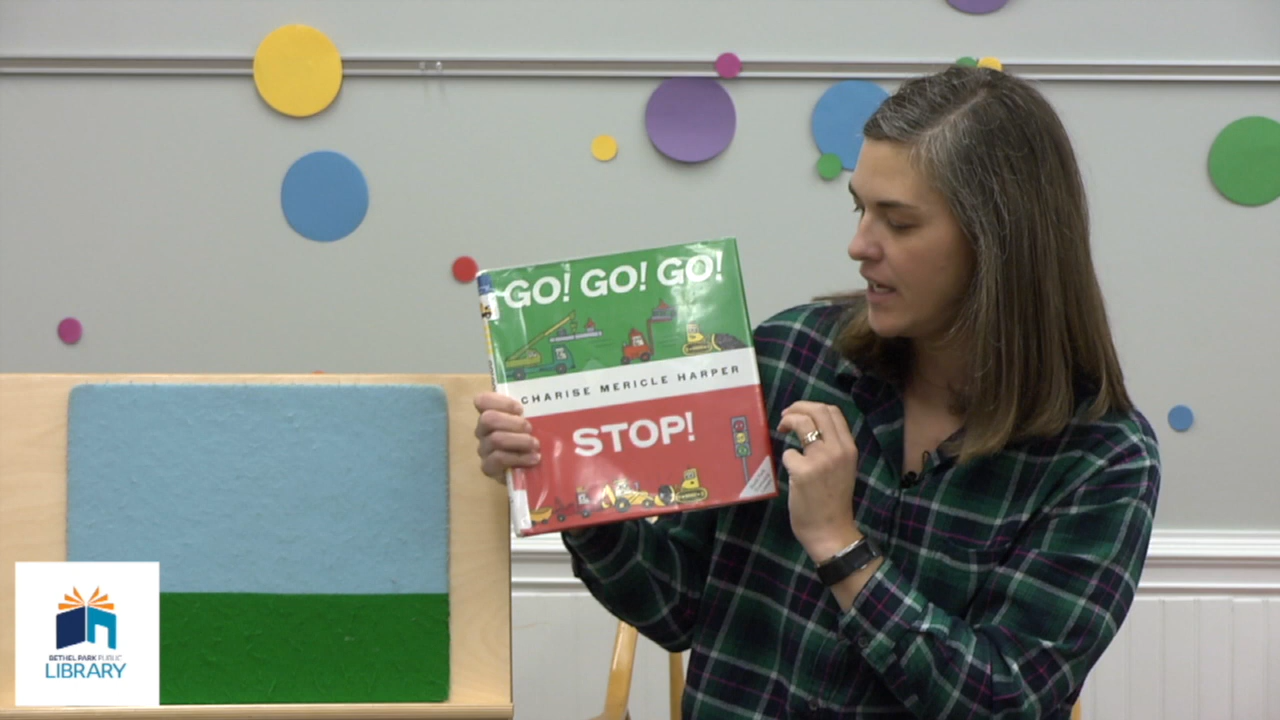 GO! GO! GO!
CHARISE MERICLE HARPER
STOP!
BETHEL PARK PUBLIC
LIBRARY